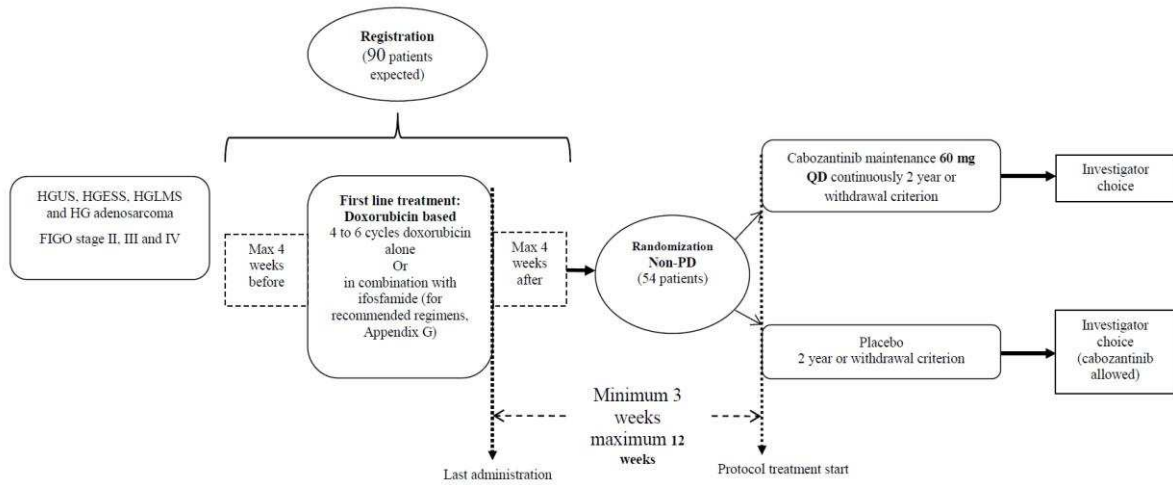 Registration
(90 patients
expected)
HGUS, HGESS, HGLMS
and HG adenosarcoma
FIGO stage II, III and IV
Max 4
weeks
before
First line treatment:
Doxorubicin based
4 to 6 cycles doxorubicin
alone
Or
in combination with
ifosfamide (for
recommended regimens,
Appendix G)
Max 4
weeks
after
Randomization
Non-PD
(54 patients)
Cabozantinib maintenance 60 mg
QD continuously 2 year or
withdrawal criterion
Investigator
choice
Placebo
2 year or withdrawal criterion
Investigator
choice
(cabozantinib
allowed)
Minimum 3
weeks
maximum 12
weeks
Last administration
Protocol treatment start